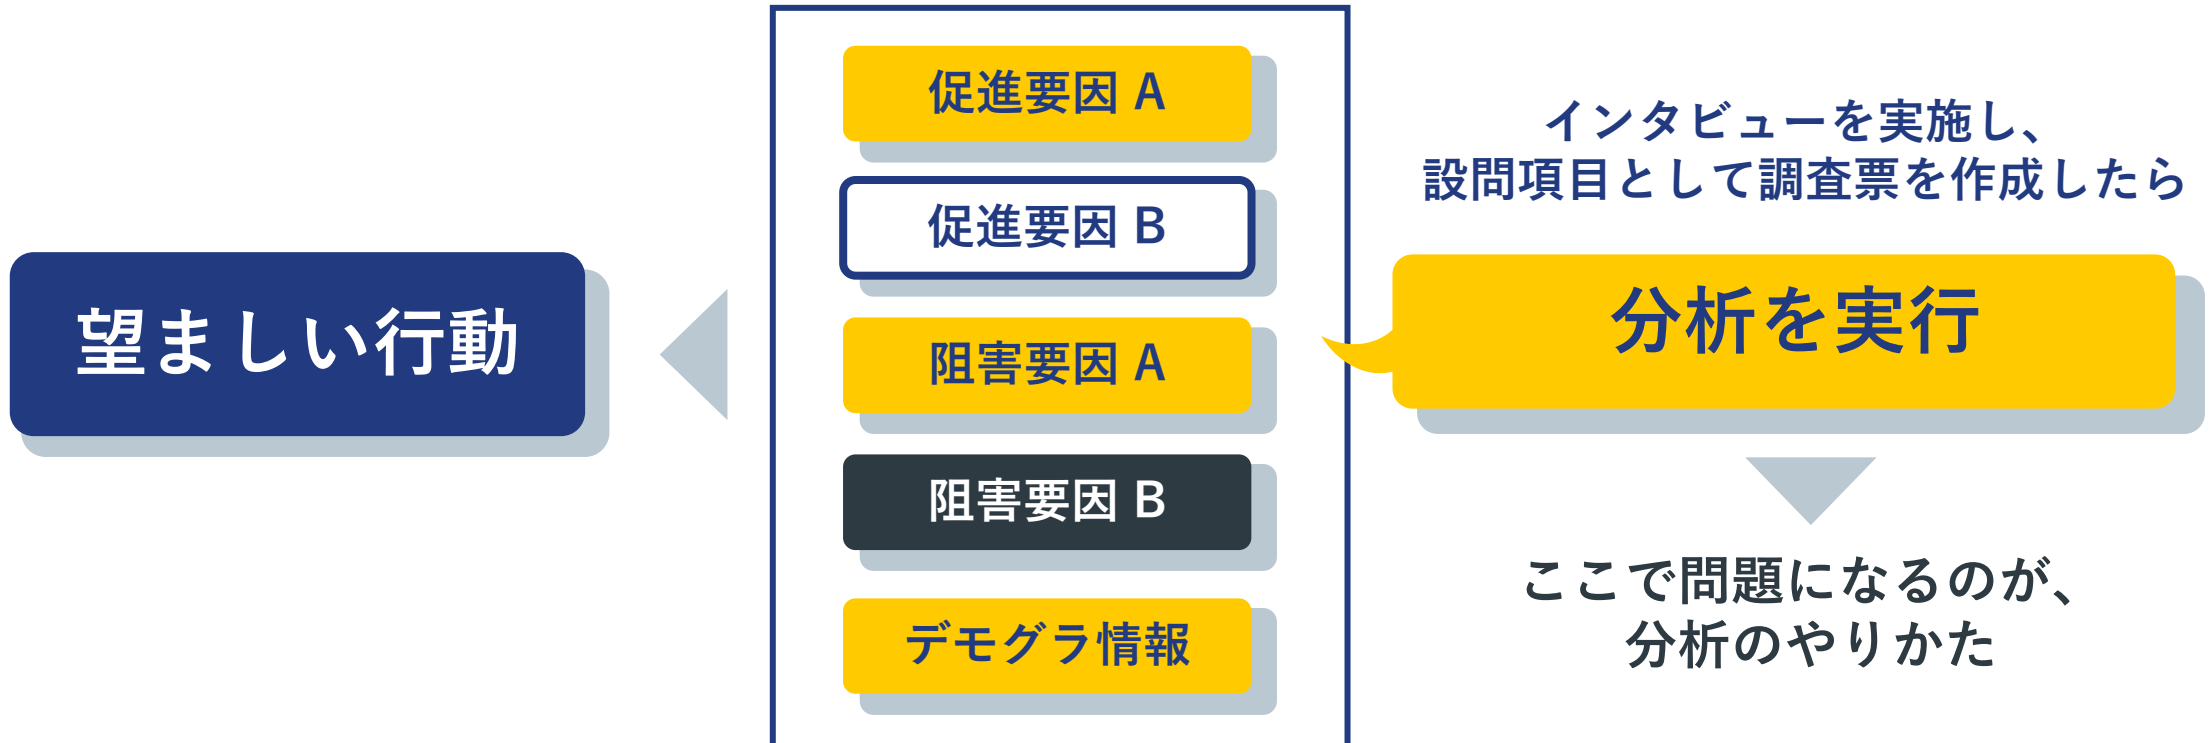 望ましい行動
促進要因 A
促進要因 B
阻害要因 A
阻害要因 B
デモグラ情報
インタビューを実施し、
設問項目として調査票を作成したら
分析を実行
ここで問題になるのが、
分析のやりかた